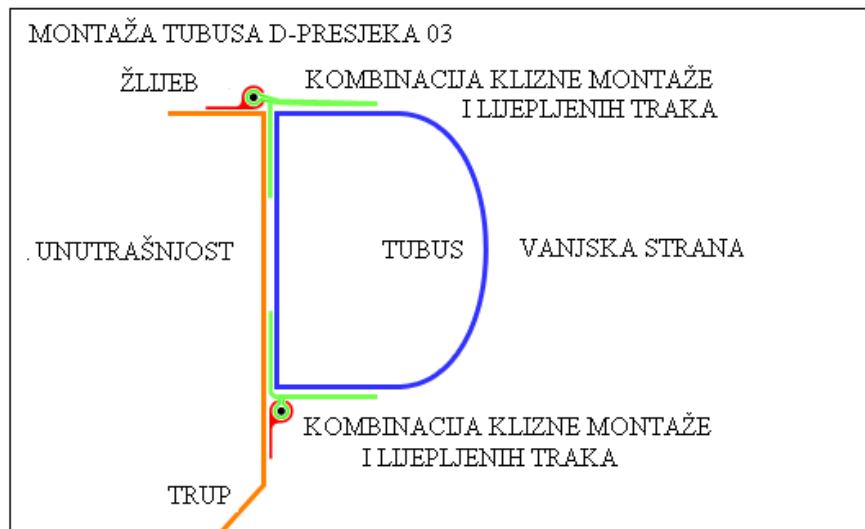 MONTAŽA TUBUSA D-PRESJEKA 03
ŽLIJEB
KOMBINACIJA KLIZNE MONTAŽE
I LIJEPLJENIH TRAKA
. UNUTRAŠNJOST
TUBUS
VANJSKA STRANA
KOMBINACIJA KLIZNE MONTAŽE
I LIJEPLJENIH TRAKA
TRUP